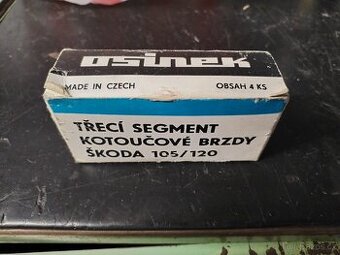 osinek
MADE IN CZECH OBSAH 4 KS
TŘECÍ SEGMENT
KOTOUČOVÉ BRZDY
ŠKODA 105/120